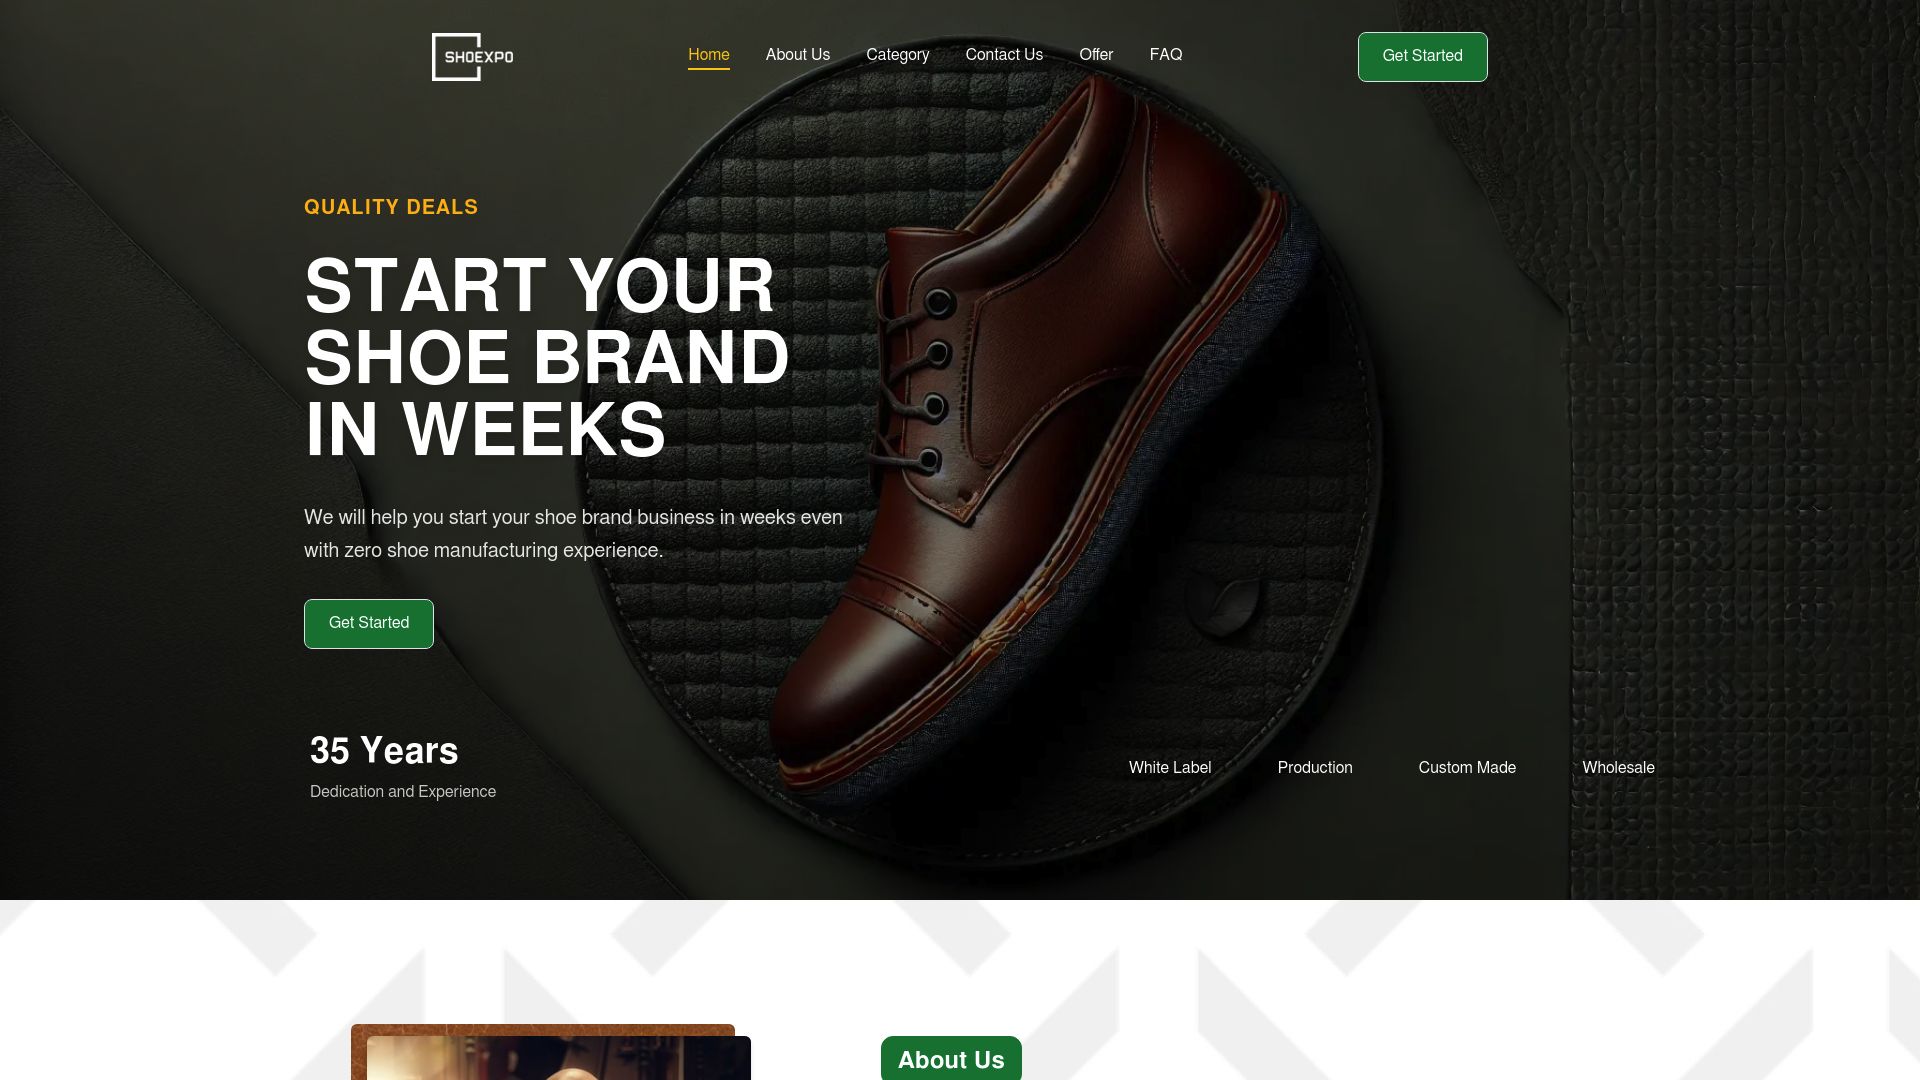 SHOEXPO
Home
About Us
Category
Contact Us
Offer
FAQ
Get Started
QUALITY DEALS
START YOUR
SHOE BRAND
IN WEEKS
We will help you start your shoe brand business in weeks even
with zero shoe manufacturing experience.
Get Started
35 Years
Dedication and Experience
White Label
Production
Custom Made
Wholesale
About Us